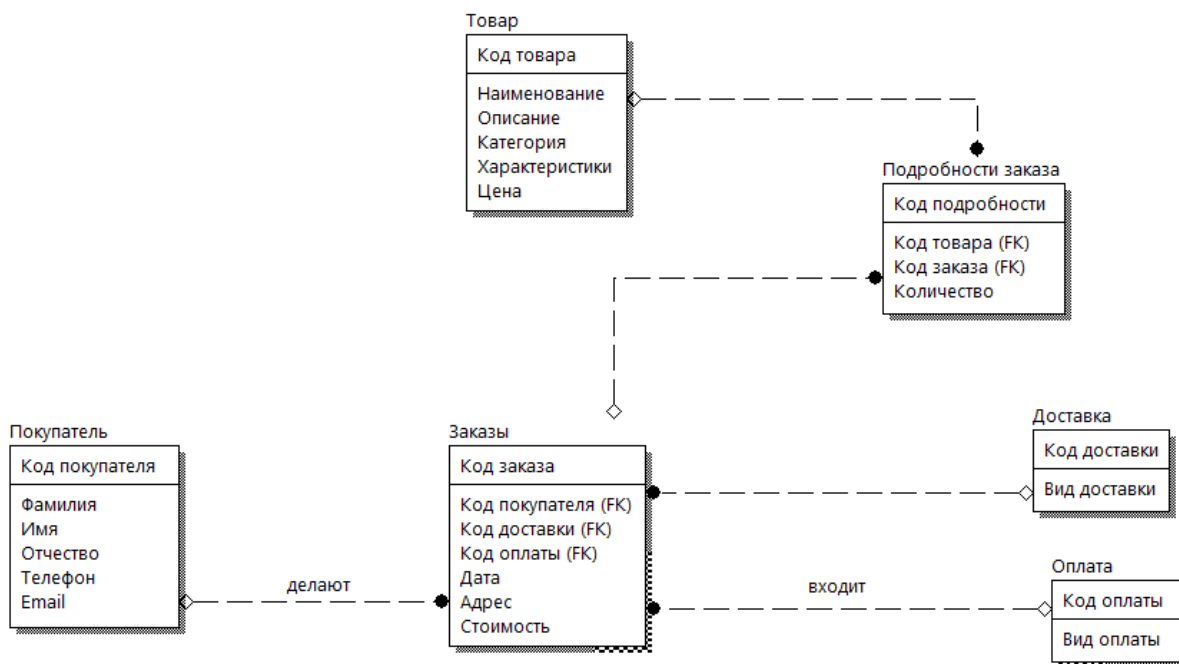 Товар
Код товара
Наименование
Описание
Категория
Характеристики
Цена
Подробности заказа
Код подробности
Код товара (FK)
Код заказа (FK)
Количество
Покупатель
Код покупателя
Фамилия
Имя
Отчество
Телефон
Email
делают
Заказы
Код заказа
Код покупателя (FK)
Код доставки (FK)
Код оплаты (FK)
Дата
Адрес
Стоимость
Доставка
Код доставки
Вид доставки
входит
Оплата
Код оплаты
Вид оплаты